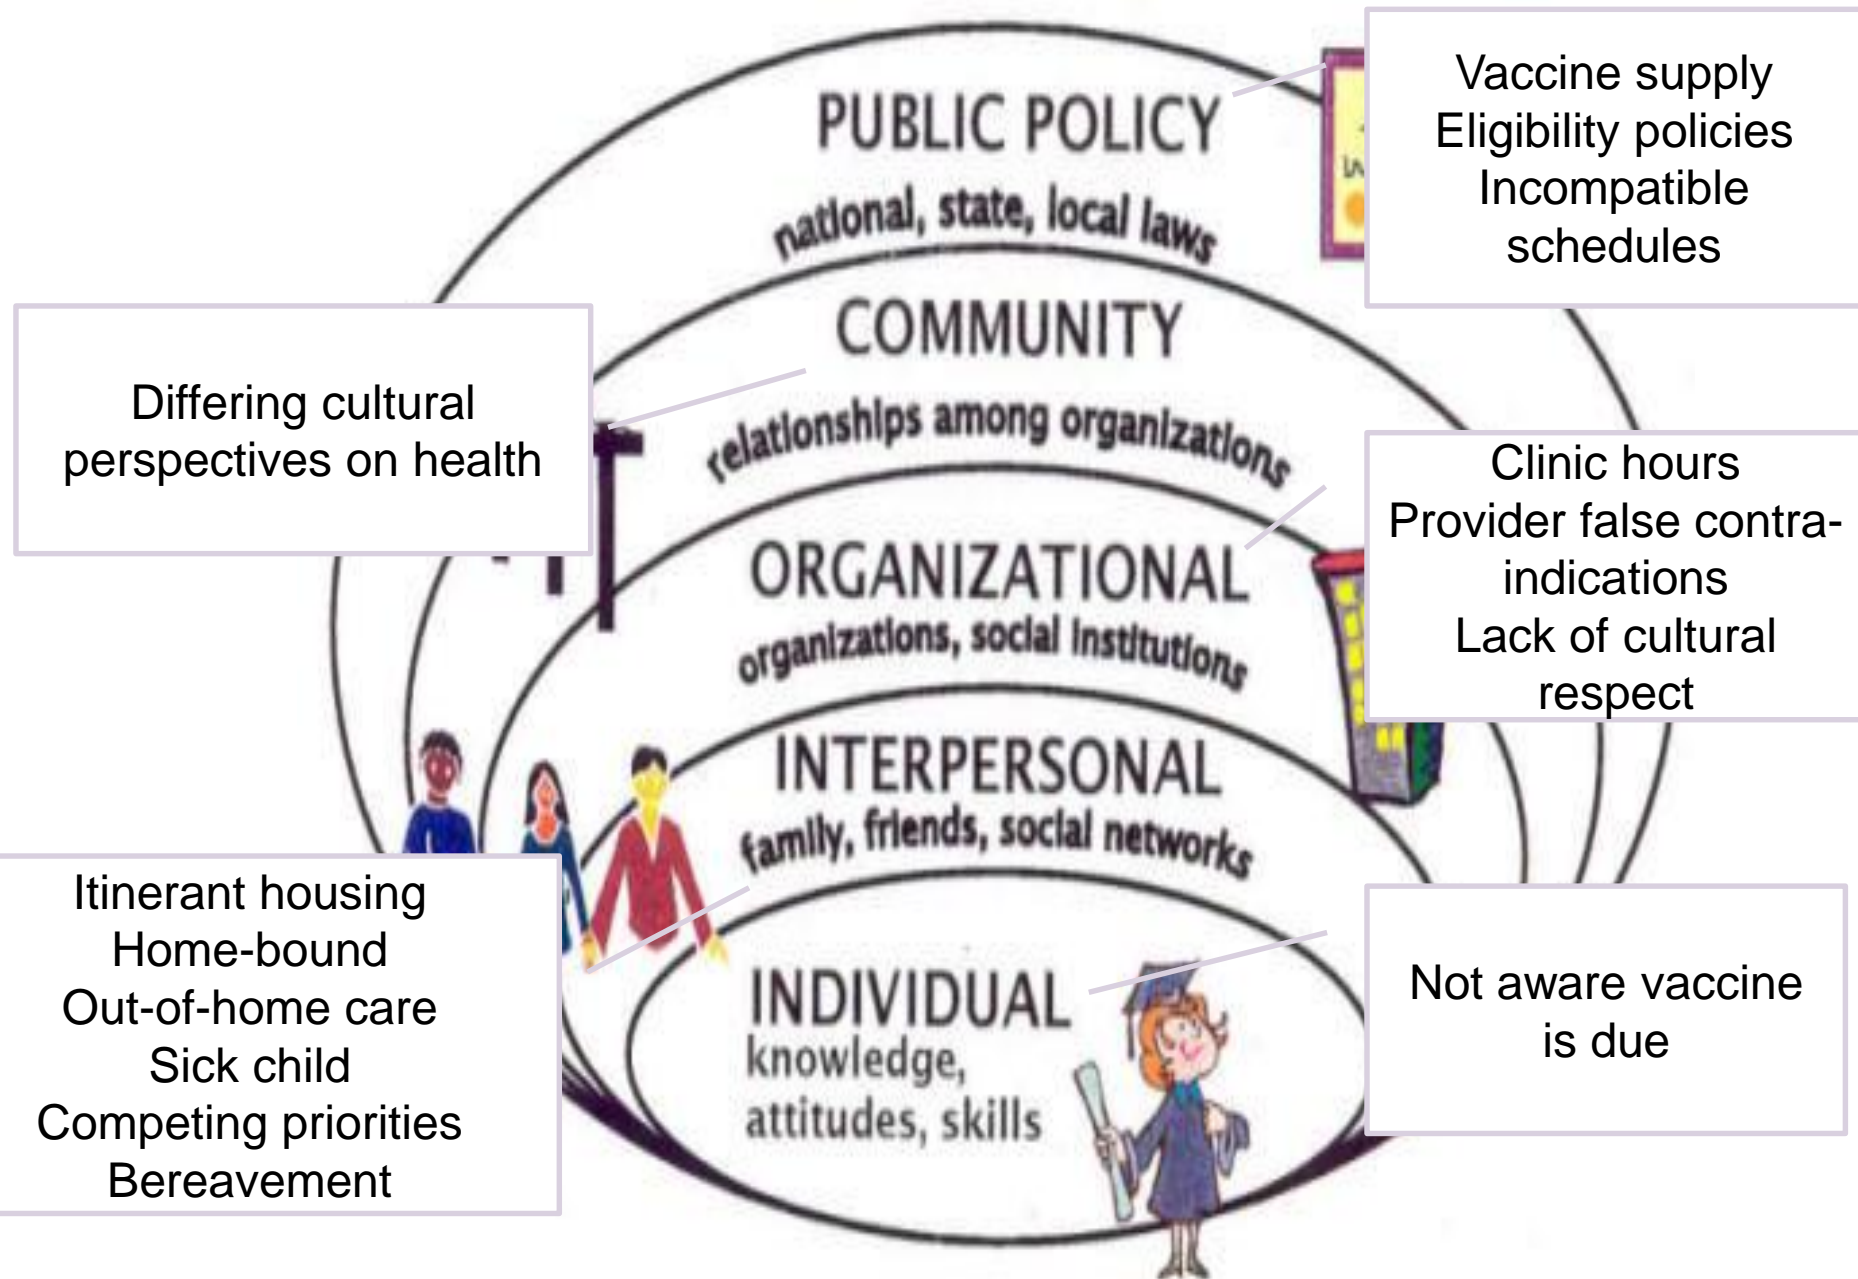 PUBLIC POLICY
national, state, local laws
Vaccine supply
Eligibility policies
Incompatible
schedules
COMMUNITY
relationships among organizations
Differing cultural
perspectives on health
ORGANIZATIONAL
organizations, social institutions
Clinic hours
Provider false contra-
indications
Lack of cultural
respect
INTERPERSONAL
family, friends, social networks
Itinerant housing
Home-bound
Out-of-home care
Sick child
Competing priorities
Bereavement
INDIVIDUAL
knowledge,
attitudes, skills
Not aware vaccine
is due